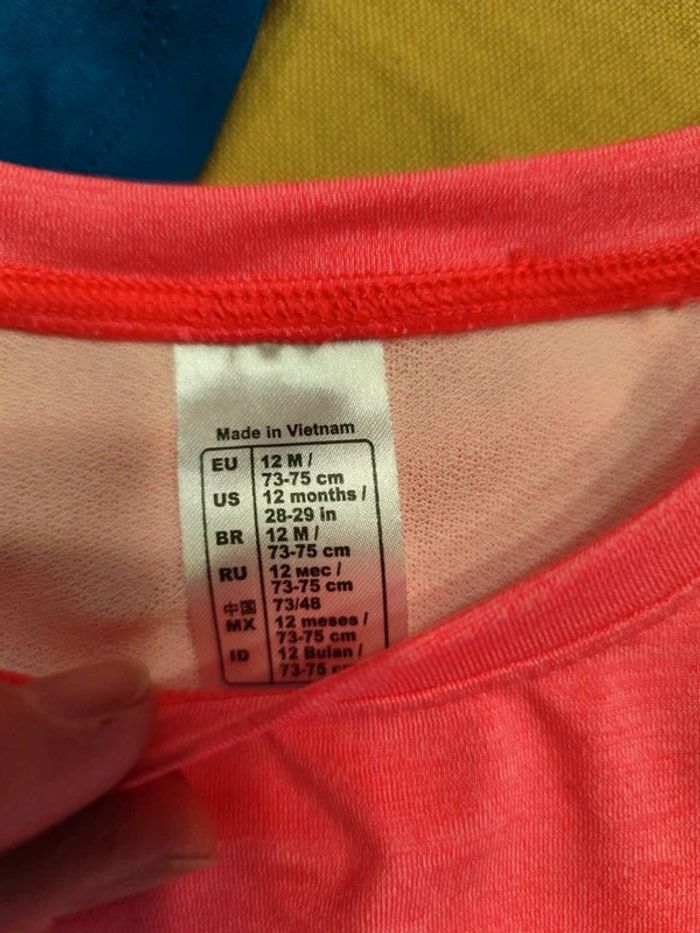 Made in Vietnam
EU 12 M /
73-75 cm
US 12 months /
28-29 in
BR 12 M /
73-75 cm
RU 12 мес /
73-75 cm
中国 73/48
MX 12 meses /
73-75 cm
ID 12 Bulan /
73-75 cm